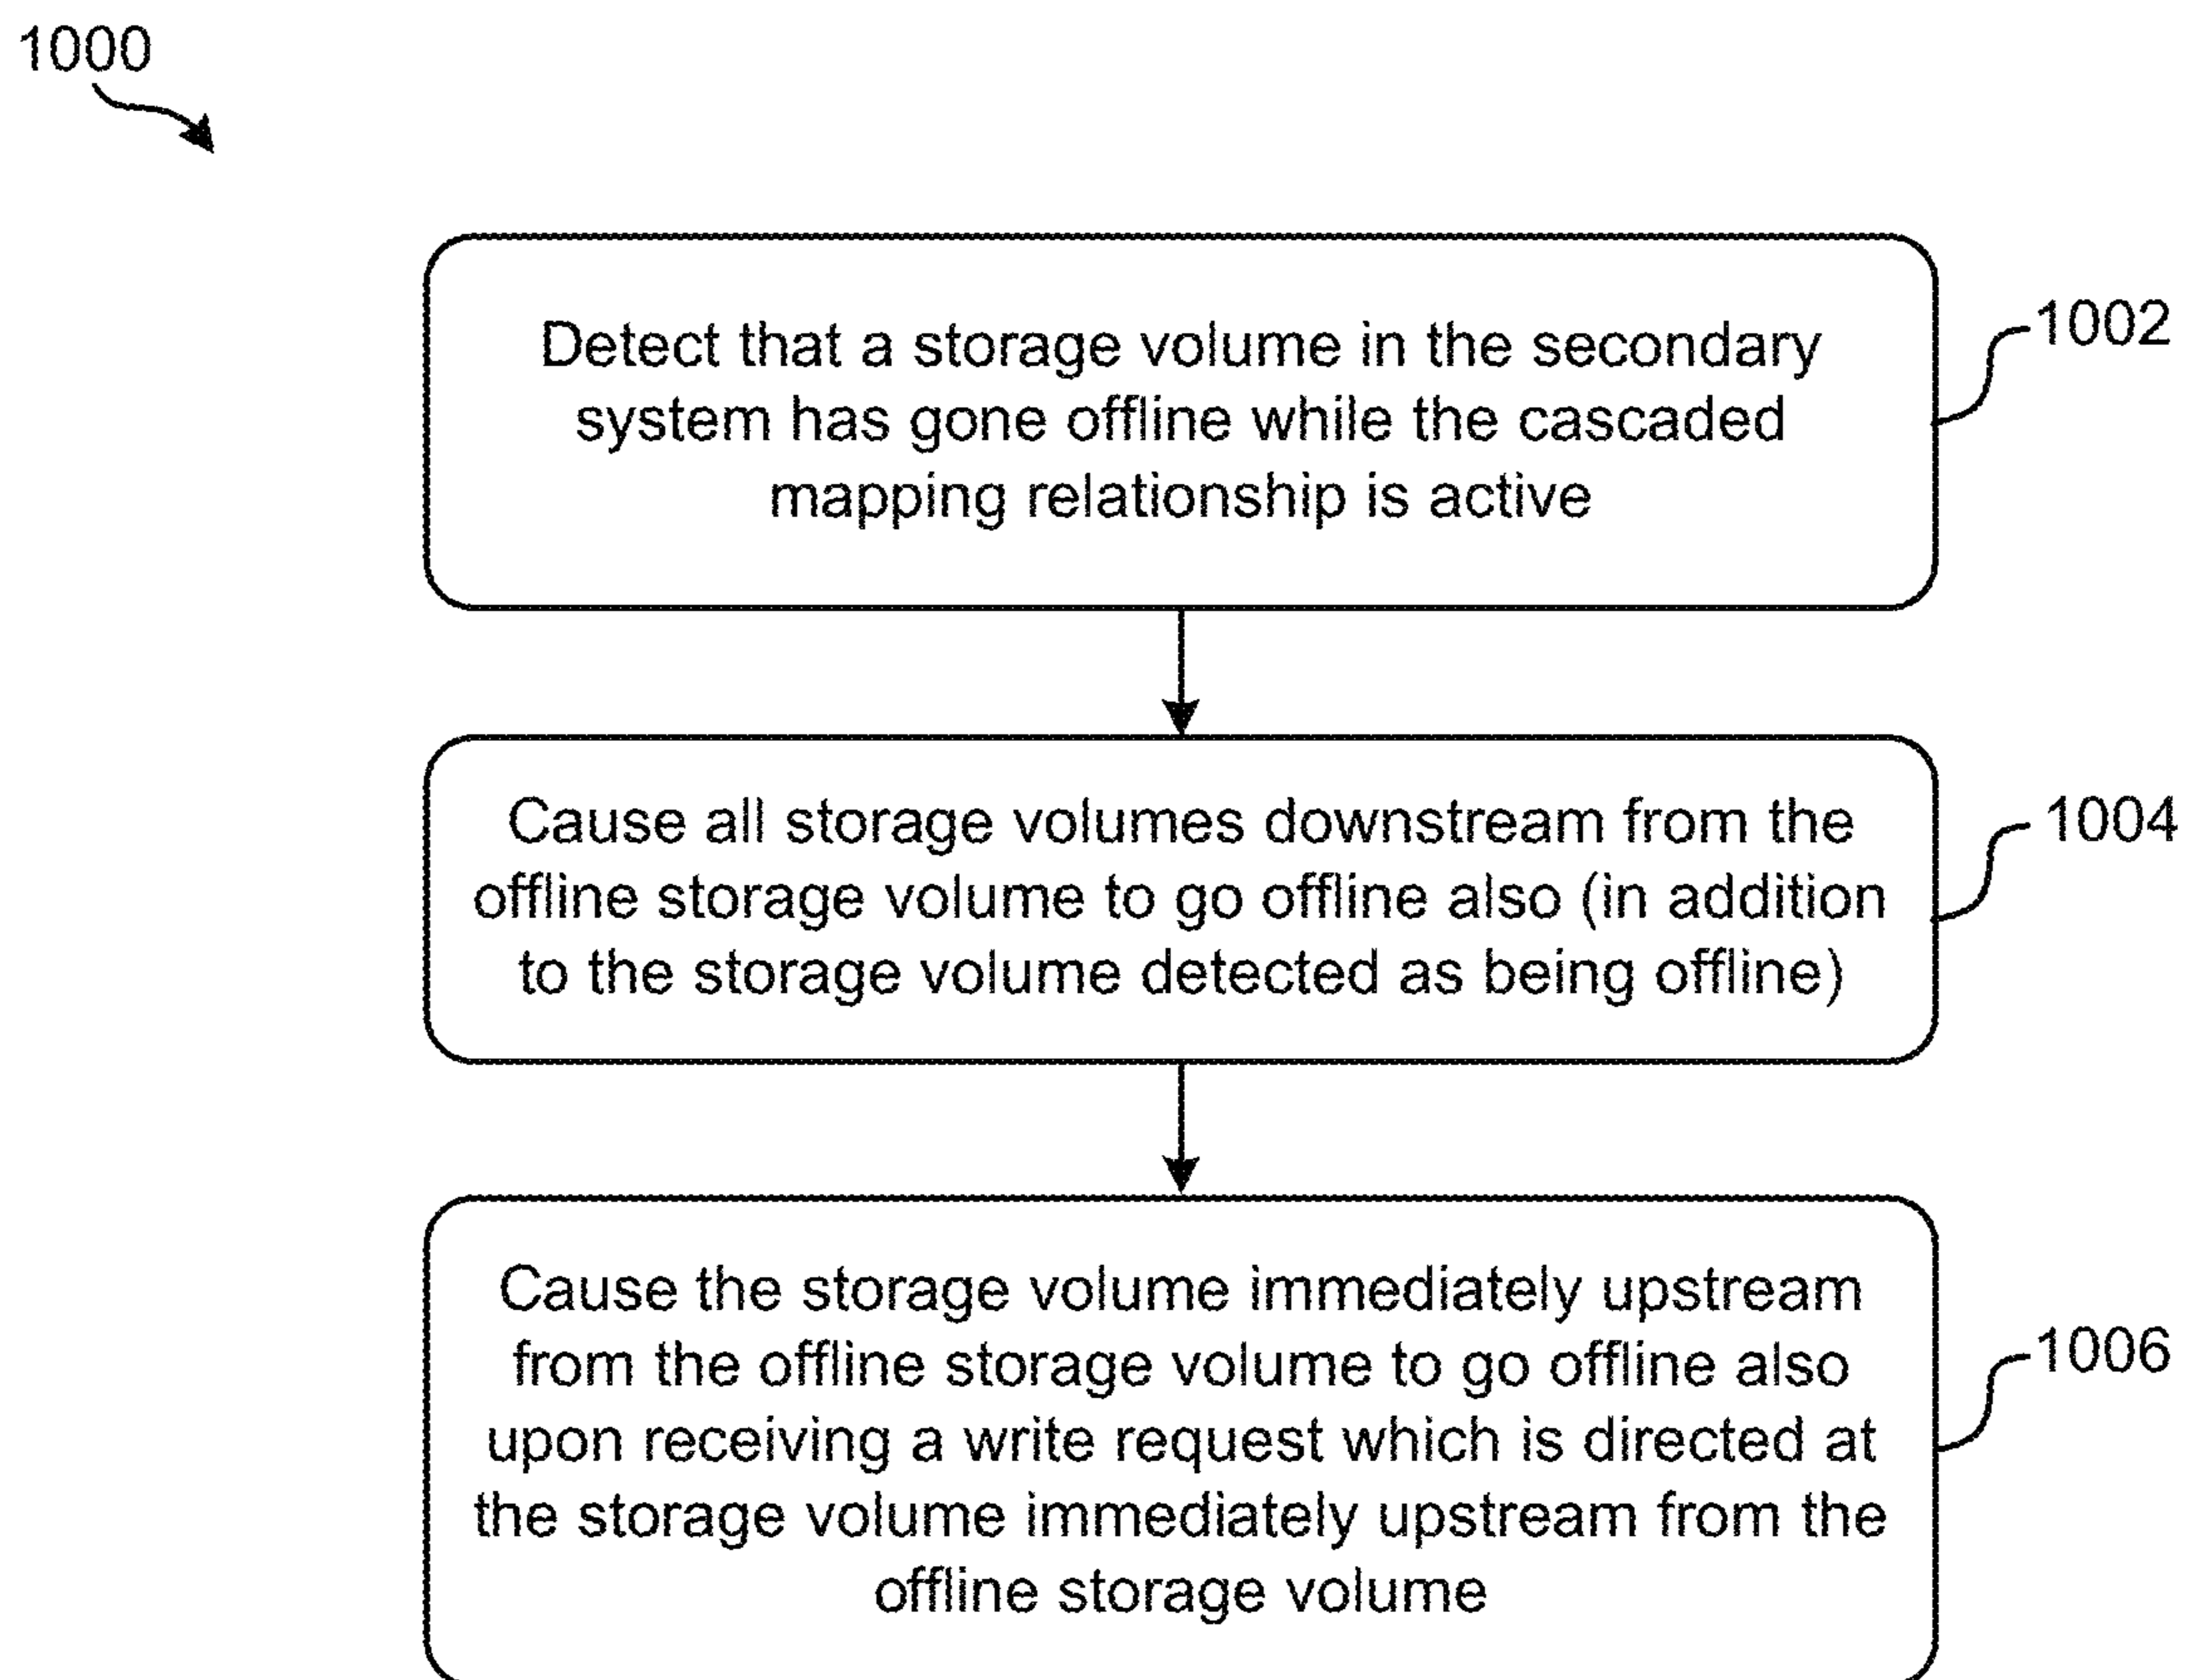 1000
Detect that a storage volume in the secondary
system has gone offline while the cascaded
mapping relationship is active
1002
Cause all storage volumes downstream from the
offline storage volume to go offline also (in addition
to the storage volume detected as being offline)
1004
Cause the storage volume immediately upstream
from the offline storage volume to go offline also
upon receiving a write request which is directed at
the storage volume immediately upstream from the
offline storage volume
1006